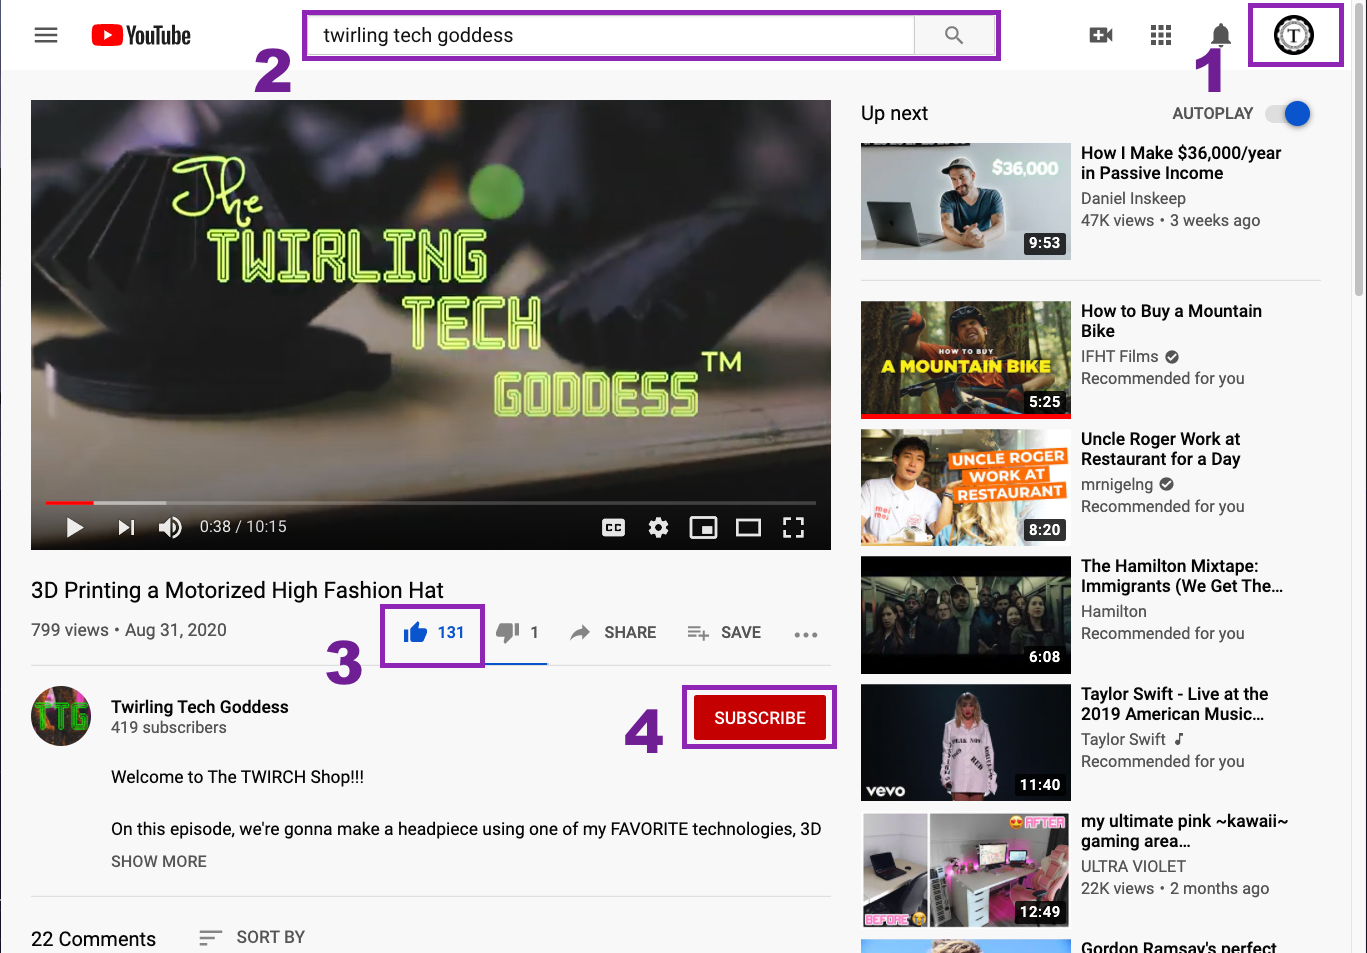 YouTube
twirling tech goddess
T
2
1
The
TWIRLING
TECH
GODDESS
TM
CC
0:38 / 10:15
3D Printing a Motorized High Fashion Hat
799 views • Aug 31, 2020
131
1
SHARE
SAVE
3
TTG
Twirling Tech Goddess
419 subscribers
4
SUBSCRIBE
Welcome to The TWIRCH Shop!!!
On this episode, we're gonna make a headpiece using one of my FAVORITE technologies, 3D
SHOW MORE
22 Comments
SORT BY
Up next
AUTOPLAY
$36,000
9:53
How I Make $36,000/year
in Passive Income
Daniel Inskeep
47K views • 3 weeks ago
HOW TO BUY
A MOUNTAIN BIKE
5:25
How to Buy a Mountain
Bike
IFHT Films
Recommended for you
UNCLE ROGER
WORK AT
RESTAURANT
8:20
Uncle Roger Work at
Restaurant for a Day
mrnigelng
Recommended for you
6:08
The Hamilton Mixtape:
Immigrants (We Get The...
Hamilton
Recommended for you
vevo
11:40
Taylor Swift - Live at the
2019 American Music...
Taylor Swift
Recommended for you
AFTER
BEFORE
12:49
my ultimate pink ~kawaii~
gaming area...
ULTRA VIOLET
22K views • 2 months ago
Gordon Ramsay's perfect